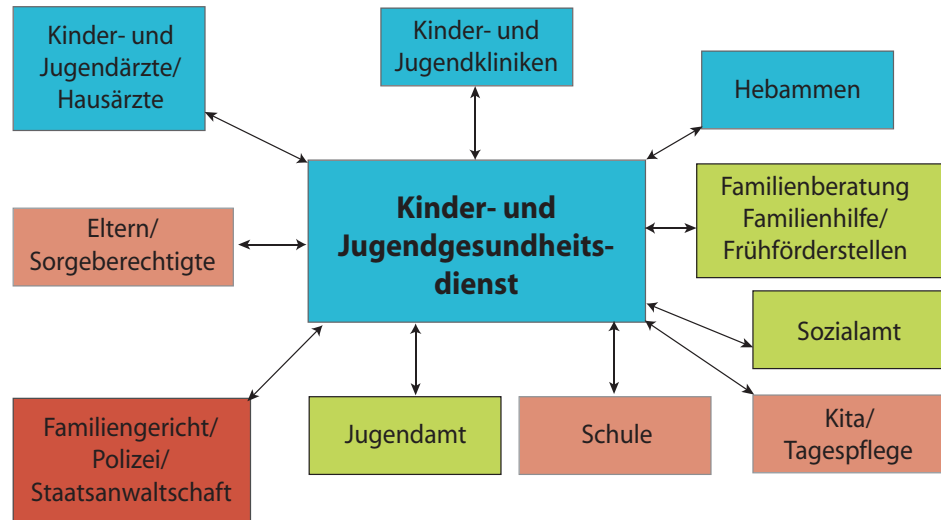 Kinder- und
Jugendärzte/
Hausärzte
Kinder- und
Jugendkliniken
Hebammen
Kinder- und
Jugendgesundheits-
dienst
Familienberatung
Familienhilfe/
Frühförderstellen
Eltern/
Sorgeberechtigte
Sozialamt
Familiengericht/
Polizei/
Staatsanwaltschaft
Jugendamt
Schule
Kita/
Tagespflege